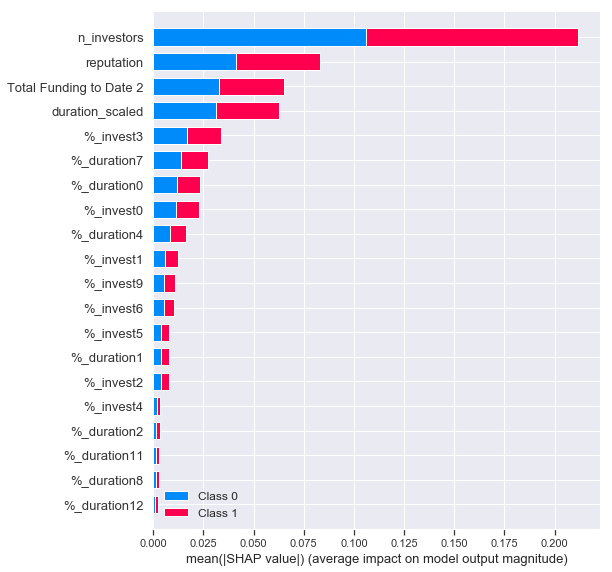 n_investors
reputation
Total Funding to Date 2
duration_scaled
%_invest3
%_duration7
%_duration0
%_invest0
%_duration4
%_invest1
%_invest9
%_invest6
%_invest5
%_duration1
%_invest2
%_invest4
%_duration2
%_duration11
%_duration8
%_duration12
Class 0
Class 1
0.000 0.025 0.050 0.075 0.100 0.125 0.150 0.175 0.200
mean(|SHAP value|) (average impact on model output magnitude)